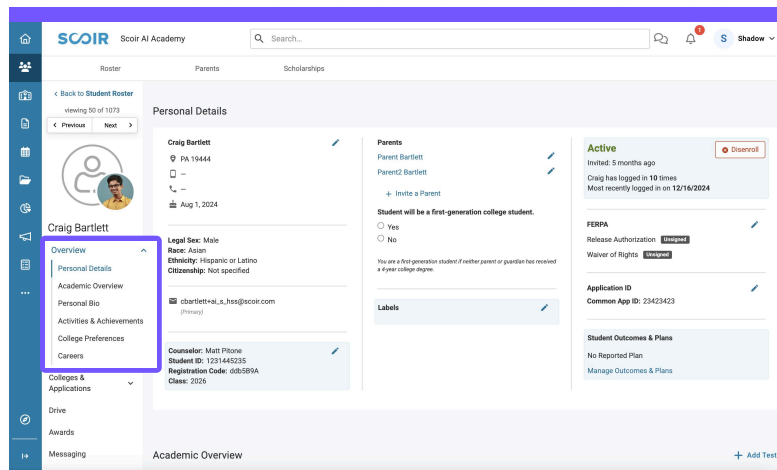 SCOIR
Scoir AI Academy
Search...
1
S
Shadow
Roster
Parents
Scholarships
Back to Student Roster
viewing 50 of 1073
Previous
Next
Craig Bartlett
Overview
Personal Details
Academic Overview
Personal Bio
Activities & Achievements
College Preferences
Careers
Colleges &
Applications
Drive
Awards
Messaging
Personal Details
Craig Bartlett
PA 19444
–
–
Aug 1, 2024
Legal Sex: Male
Race: Asian
Ethnicity: Hispanic or Latino
Citizenship: Not specified
cbartlett+ai_s_hss@scoir.com
(Primary)
Counselor: Matt Pitone
Student ID: 1231445235
Registration Code: ddb5B9A
Class: 2026
Parents
Parent Bartlett
Parent2 Bartlett
+ Invite a Parent
Student will be a first-generation college student.
Yes
No
You are a first-generation student if neither parent or guardian has received
a 4-year college degree.
Labels
Active
Disenroll
Invited: 5 months ago
Craig has logged in 10 times
Most recently logged in on 12/16/2024
FERPA
Release Authorization Unsigned
Waiver of Rights Unsigned
Application ID
Common App ID: 23423423
Student Outcomes & Plans
No Reported Plan
Manage Outcomes & Plans
Academic Overview
+ Add Test